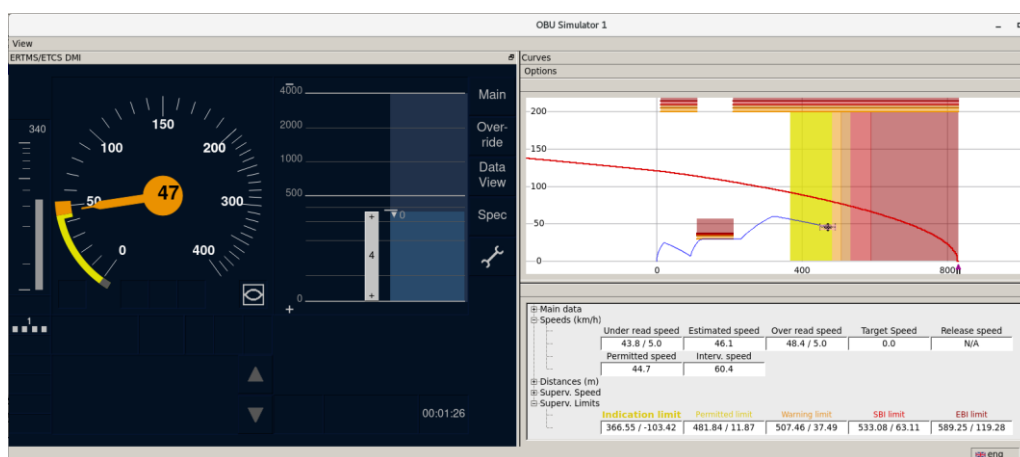 OBU Simulator 1
View
ERTMS/ETCS DMI
Curves
Options
340
0
50
100
150
200
300
400
47
1
4000
2000
1000
500
0
0
+
4
+
+
Main
Over-
ride
Data
View
Spec
00:01:26
200
150
100
50
0
0 400 800
Main data
Speeds (km/h)
Under read speed Estimated speed Over read speed Target Speed Release speed
43.8 / 5.0 46.1 48.4 / 5.0 0.0 N/A
Permitted speed Interv. speed
44.7 60.4
Distances (m)
Superv. Speed
Superv. Limits
Indication limit Permitted limit Warning limit SBI limit EBI limit
366.55 / -103.42 481.84 / 11.87 507.46 / 37.49 533.08 / 63.11 589.25 / 119.28
eng